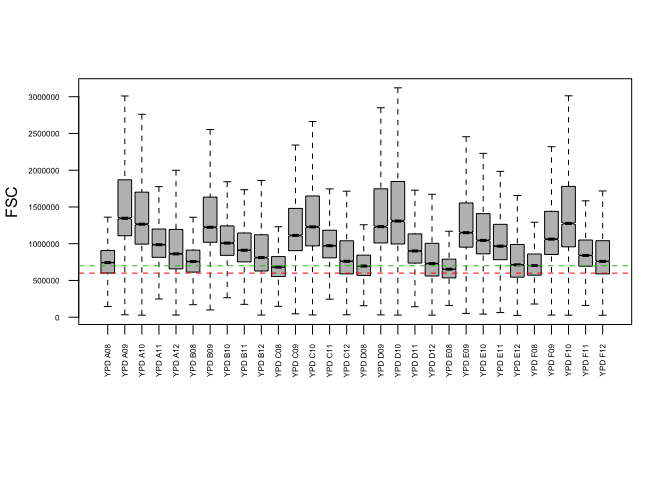 3000000
2500000
2000000
1500000
1000000
500000
0
FSC
YPD A08
YPD A09
YPD A10
YPD A11
YPD A12
YPD B08
YPD B09
YPD B10
YPD B11
YPD B12
YPD C08
YPD C09
YPD C10
YPD C11
YPD C12
YPD D08
YPD D09
YPD D10
YPD D11
YPD D12
YPD E08
YPD E09
YPD E10
YPD E11
YPD E12
YPD F08
YPD F09
YPD F10
YPD F11
YPD F12